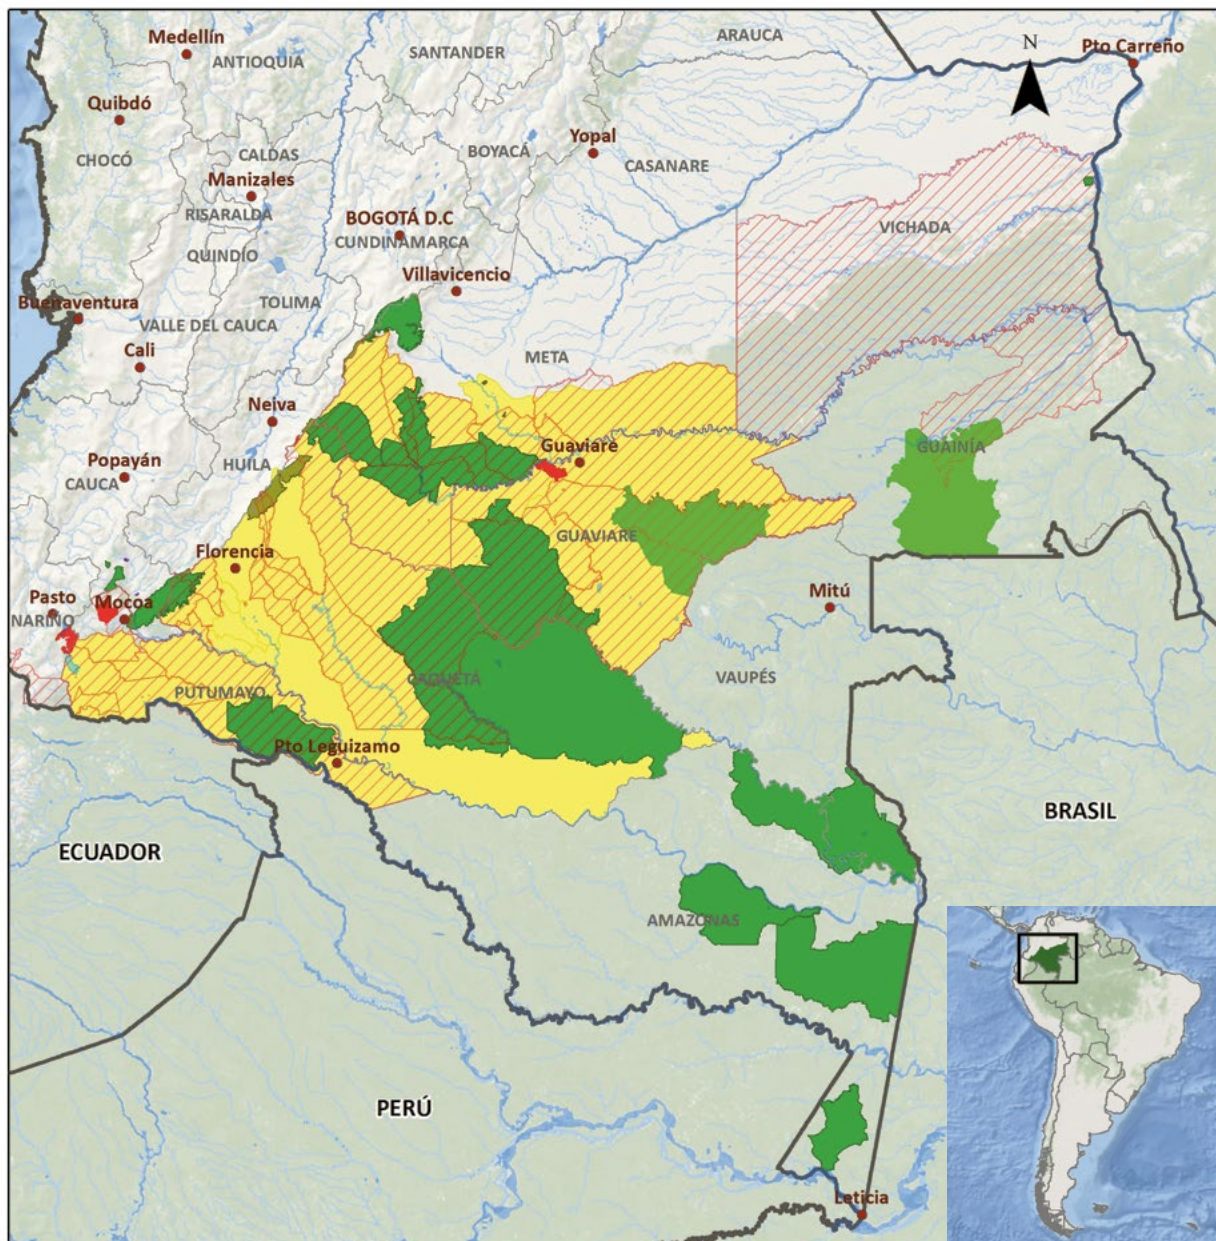 Medellín
ANTIOQUIA
SANTANDER
ARAUCA
N
Pto Carreño
Quibdó
CHOCÓ
CALDAS
Manizales
RISARALDA
QUINDÍO
BOYACÁ
Yopal
CASANARE
BOGOTÁ D.C
CUNDINAMARCA
VICHADA
Villavicencio
Buenaventura
TOLIMA
VALLE DEL CAUCA
Cali
META
Neiva
HUILA
Guaviare
GUAINÍA
Popayán
CAUCA
GUAVIARE
Florencia
Pasto
NARIÑO
Mocoa
Mitú
CAQUETÁ
VAUPÉS
PUTUMAYO
Pto Leguizamo
BRASIL
ECUADOR
AMAZONAS
PERÚ
Leticia